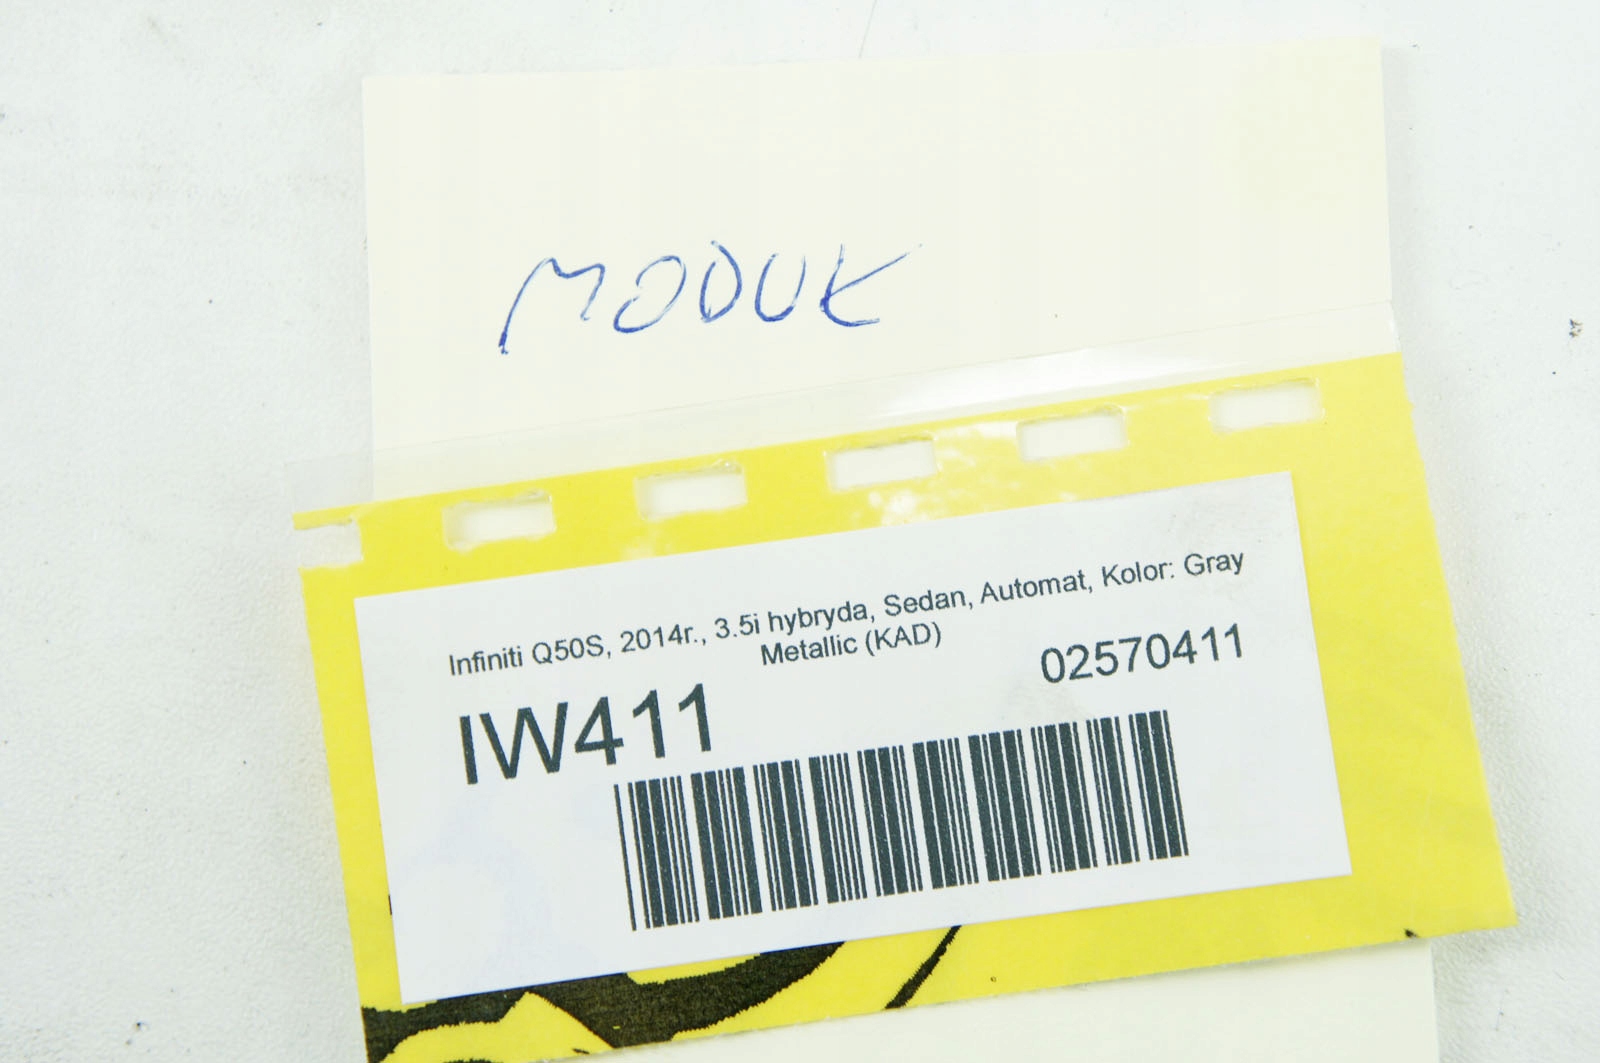 MODUŁ
Infiniti Q50S, 2014r., 3.5i hybryda, Sedan, Automat, Kolor: Gray
Metallic (KAD)
02570411
IW411